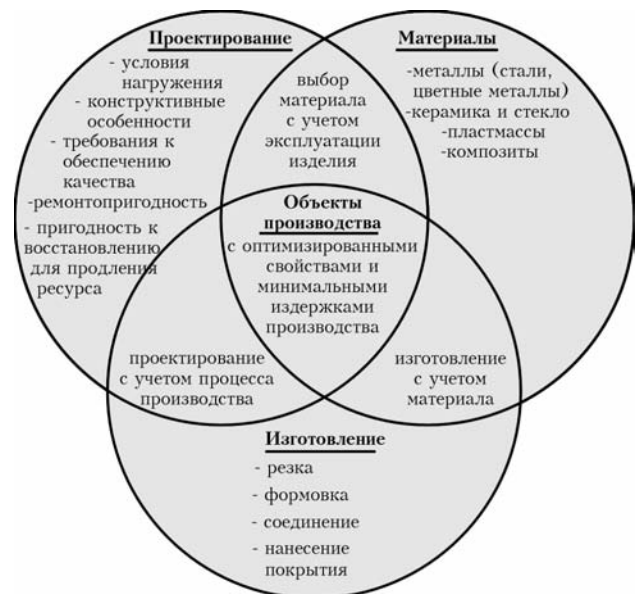 Проектирование
- условия
нагружения
- конструктивные
особенности
- требования к
обеспечению
качества
-ремонтопригодность
- пригодность к
восстановлению
для продления
ресурса
выбор
материала
с учетом
эксплуатации
изделия
Материалы
-металлы (стали,
цветные металлы)
-керамика и стекло
-пластмассы
-композиты
Объекты
производства
с оптимизированными
свойствами и
минимальными
издержками
производства
проектирование
с учетом процесса
производства
изготовление
с учетом
материала
Изготовление
- резка
- формовка
- соединение
- нанесение
покрытия